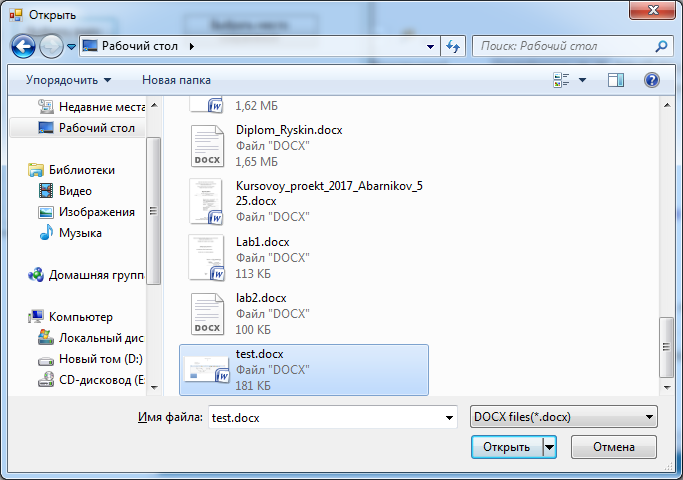 Открыть
Рабочий стол
Поиск: Рабочий стол
Упорядочить
Новая папка
Недавние места
Рабочий стол
Библиотеки
Видео
Изображения
Музыка
Домашняя групп
Компьютер
Локальный дис
Новый том (D:)
CD-дисковод (E:
1,62 МБ
Diplom_Ryskin.docx
Файл "DOCX"
1,65 МБ
Kursovoy_proekt_2017_Abarnikov_5
25.docx
Файл "DOCX"
Lab1.docx
Файл "DOCX"
113 КБ
lab2.docx
Файл "DOCX"
100 КБ
test.docx
Файл "DOCX"
181 КБ
DOCX
DOCX
Имя файла:
test.docx
DOCX files(*.docx)
Открыть
Отмена